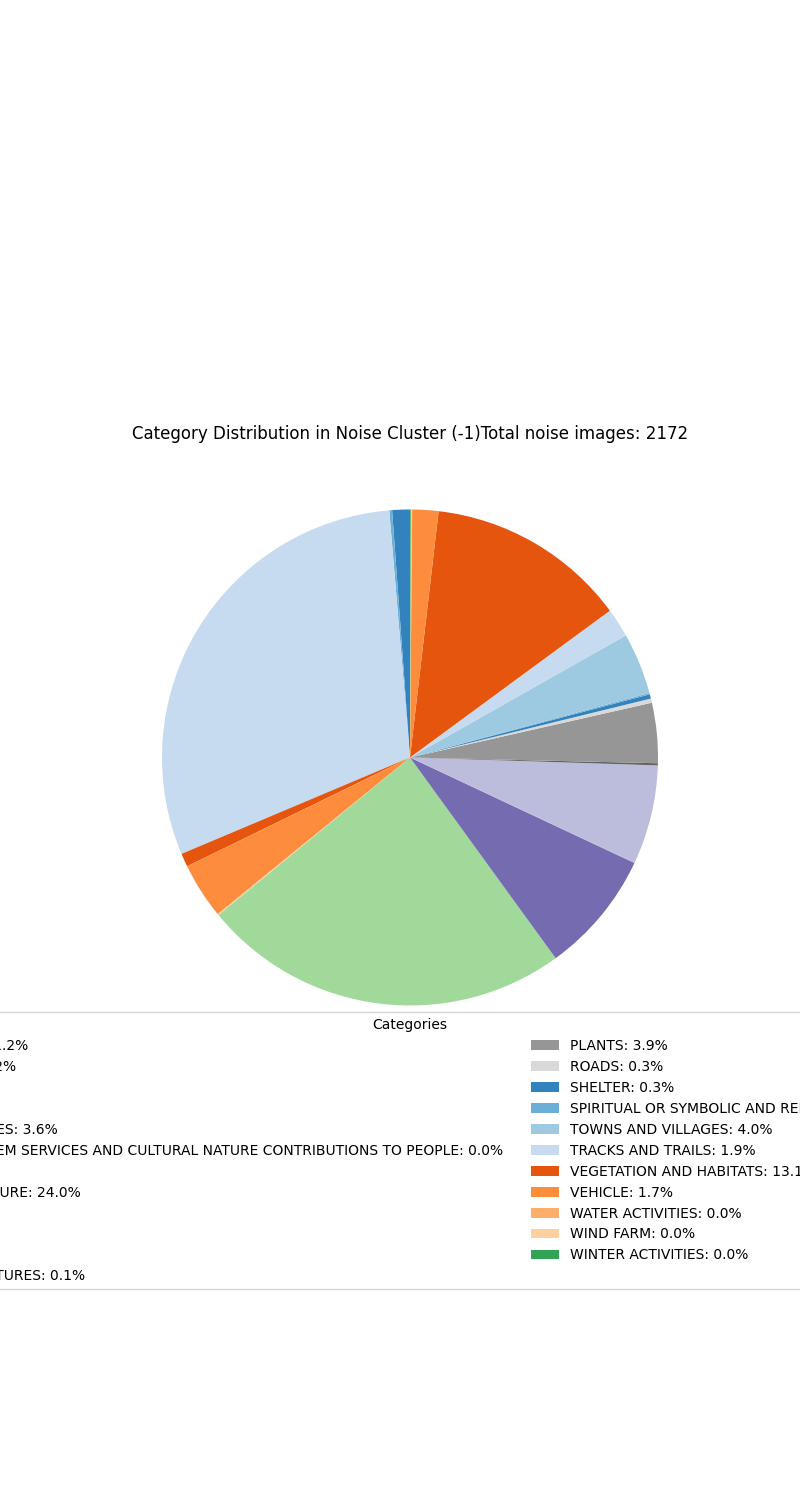 Category Distribution in Noise Cluster (-1)Total noise images: 2172
Categories
.2%
2%
ES: 3.6%
EM SERVICES AND CULTURAL NATURE CONTRIBUTIONS TO PEOPLE: 0.0%
URE: 24.0%
TURES: 0.1%
PLANTS: 3.9%
ROADS: 0.3%
SHELTER: 0.3%
SPIRITUAL OR SYMBOLIC AND RE
TOWNS AND VILLAGES: 4.0%
TRACKS AND TRAILS: 1.9%
VEGETATION AND HABITATS: 13.1
VEHICLE: 1.7%
WATER ACTIVITIES: 0.0%
WIND FARM: 0.0%
WINTER ACTIVITIES: 0.0%